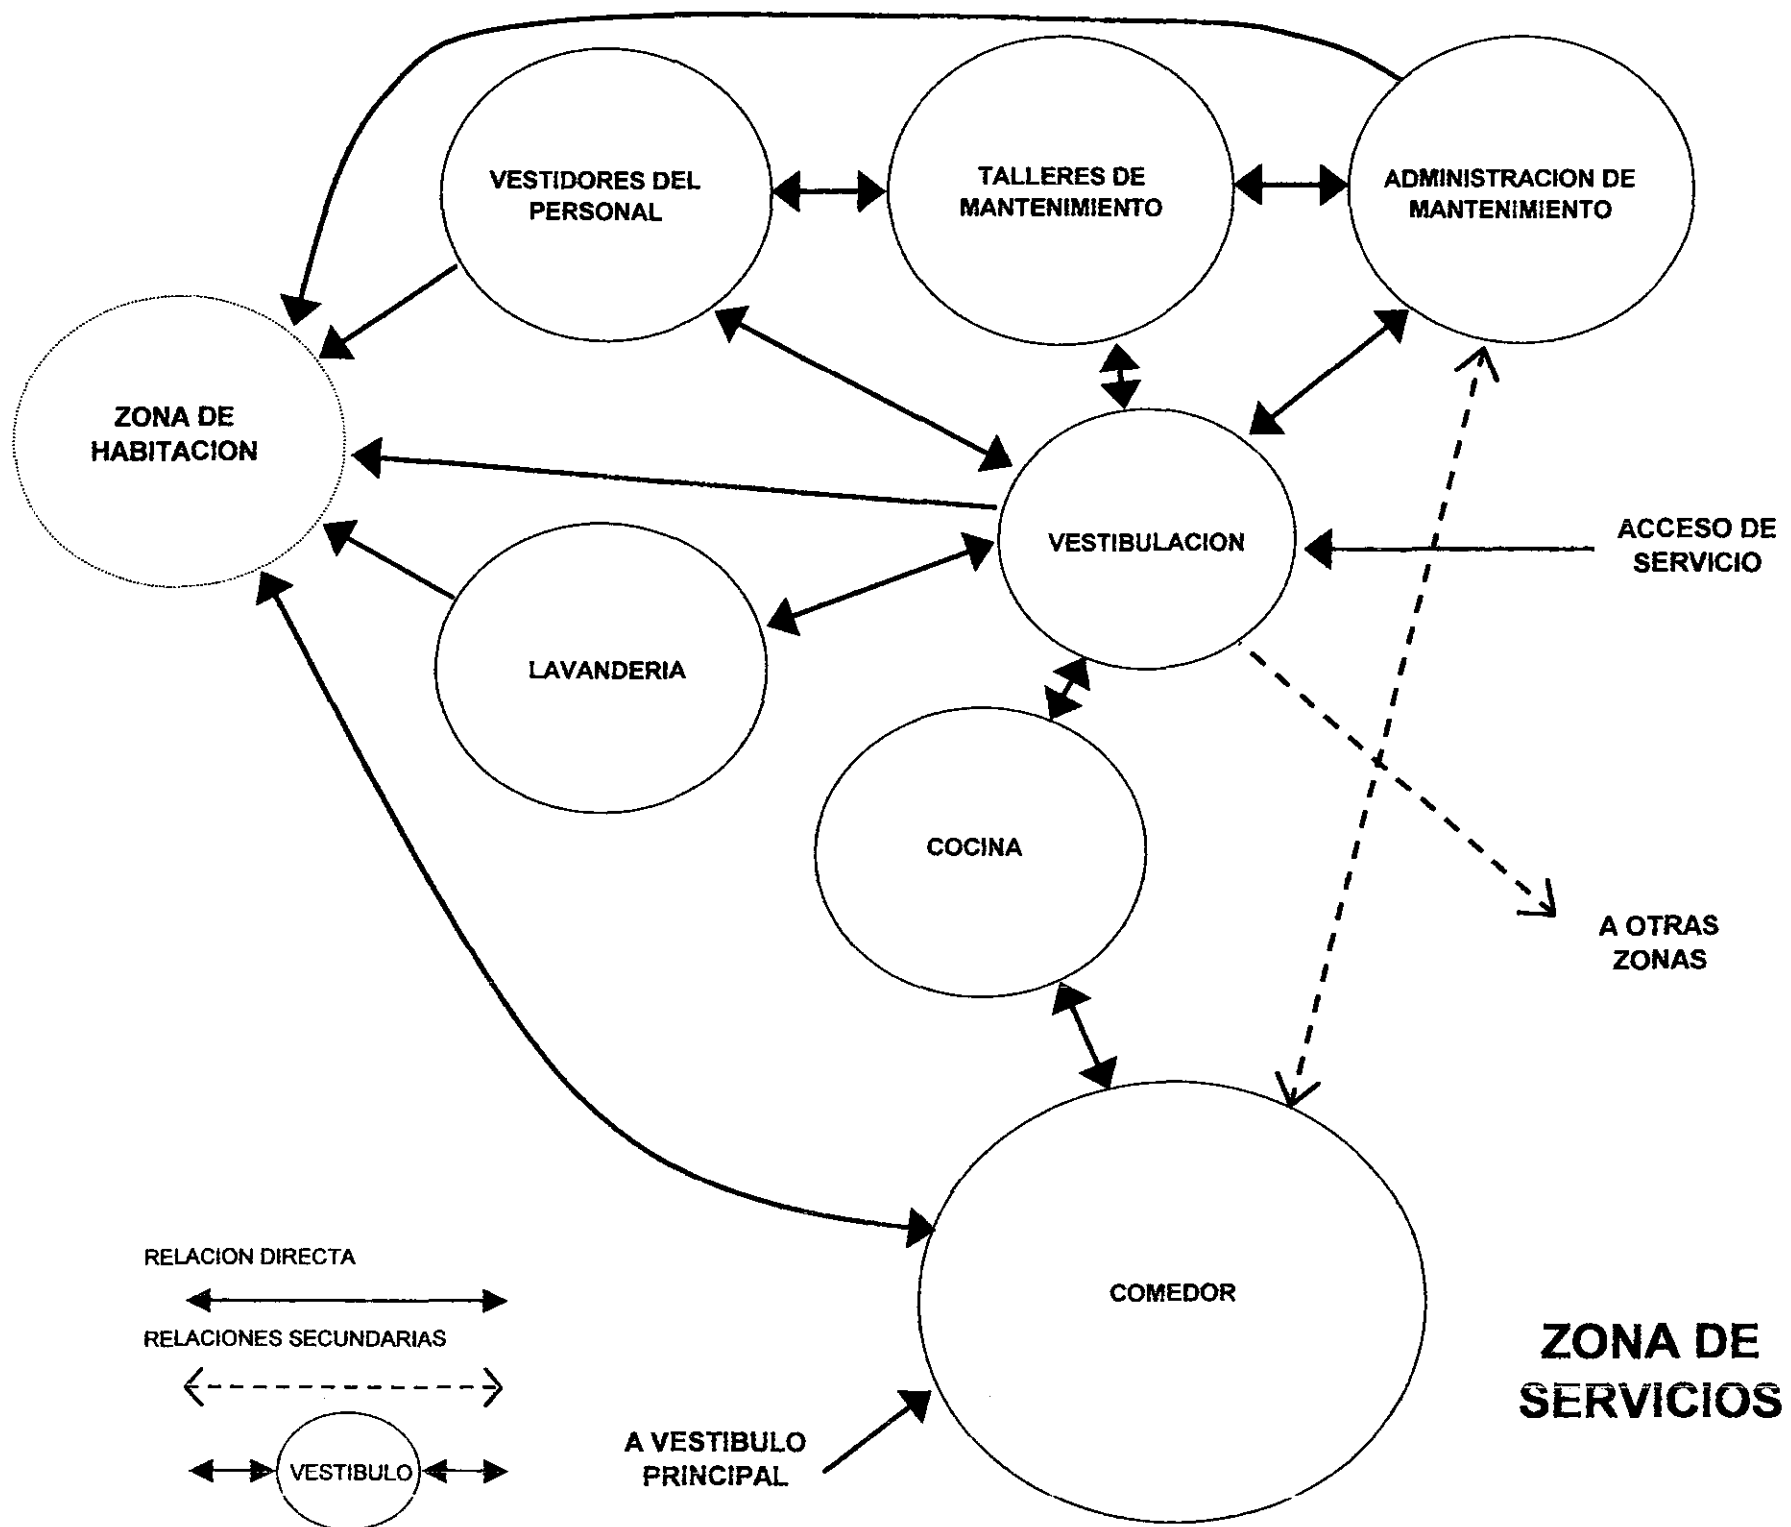 VESTIDORES DEL
PERSONAL
TALLERES DE
MANTENIMIENTO
ADMINISTRACION DE
MANTENIMIENTO
ZONA DE
HABITACION
VESTIBULACION
ACCESO DE
SERVICIO
LAVANDERIA
COCINA
A OTRAS
ZONAS
COMEDOR
RELACION DIRECTA
RELACIONES SECUNDARIAS
VESTIBULO
A VESTIBULO
PRINCIPAL
ZONA DE
SERVICIOS